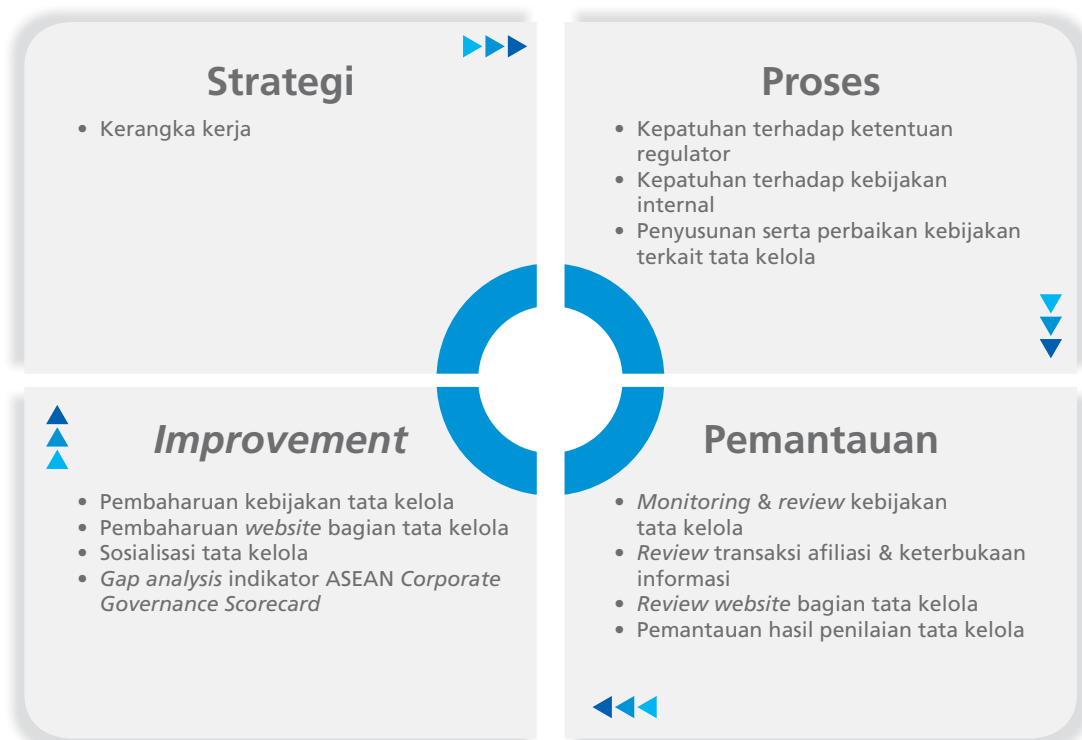 Strategi
• Kerangka kerja
Proses
• Kepatuhan terhadap ketentuan
regulator
• Kepatuhan terhadap kebijakan
internal
• Penyusunan serta perbaikan kebijakan
terkait tata kelola
Improvement
• Pembaharuan kebijakan tata kelola
• Pembaharuan website bagian tata kelola
• Sosialisasi tata kelola
• Gap analysis indikator ASEAN Corporate
Governance Scorecard
Pemantauan
• Monitoring & review kebijakan
tata kelola
• Review transaksi afiliasi & keterbukaan
informasi
• Review website bagian tata kelola
• Pemantauan hasil penilaian tata kelola